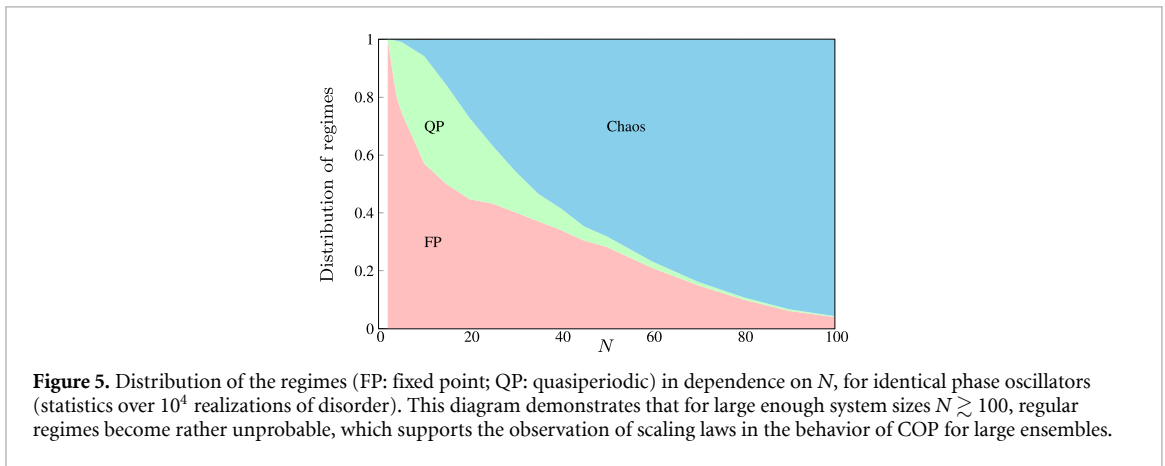 1
0.8
0.6
0.4
0.2
0
Distribution of regimes
QP
Chaos
FP
0 20 40 60 80 100
N
Figure 5. Distribution of the regimes (FP: fixed point; QP: quasiperiodic) in dependence on N, for identical phase oscillators
(statistics over 10⁴ realizations of disorder). This diagram demonstrates that for large enough system sizes N ≳ 100, regular
regimes become rather unprobable, which supports the observation of scaling laws in the behavior of COP for large ensembles.